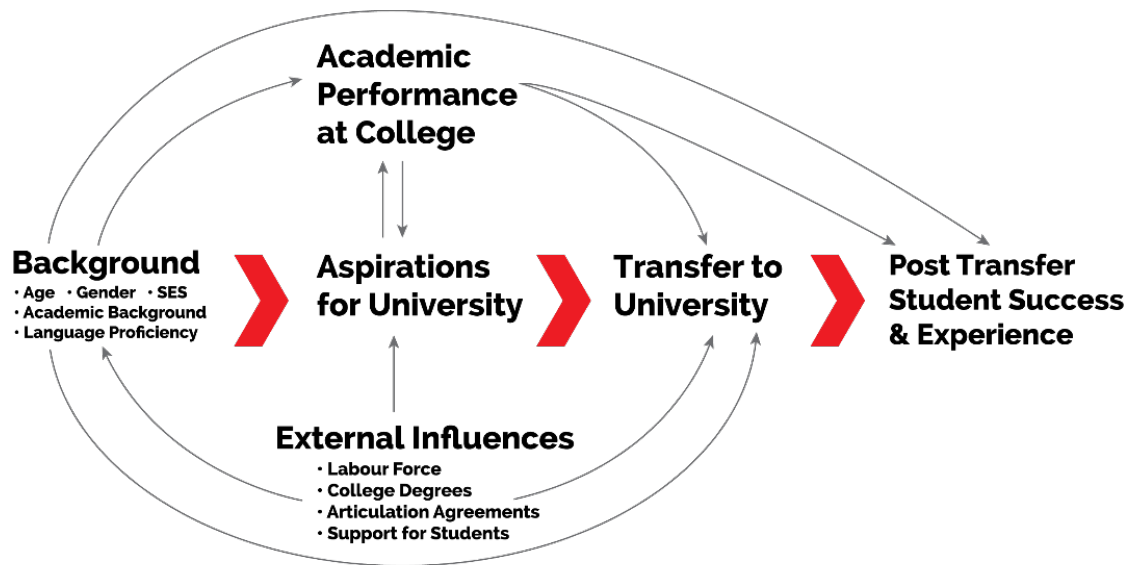 Academic
Performance
at College
Background
• Age • Gender • SES
• Academic Background
• Language Proficiency
Aspirations
for University
Transfer to
University
Post Transfer
Student Success
& Experience
External Influences
• Labour Force
• College Degrees
• Articulation Agreements
• Support for Students